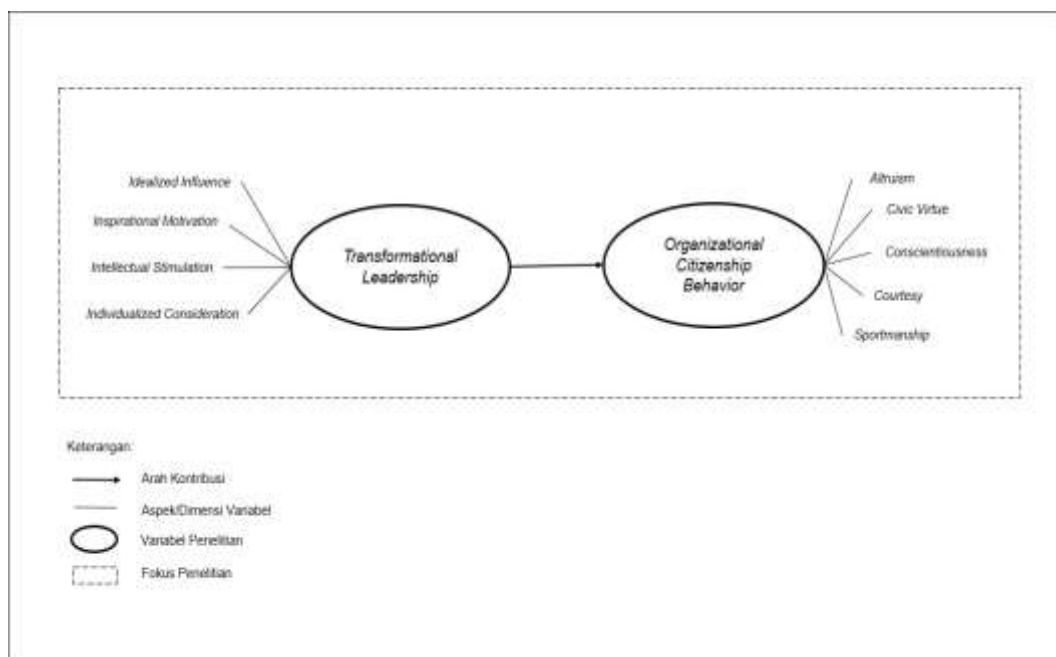 Idealized Influence
Inspirational Motivation
Intellectual Stimulation
Individualized Consideration
Transformational
Leadership
Organizational
Citizenship
Behavior
Altruism
Civic Virtue
Conscientiousness
Courtesy
Sportmanship
Keterangan:
Arah Kontribusi
Aspek/Dimensi Variabel
Variabel Penelitian
Fokus Penelitian